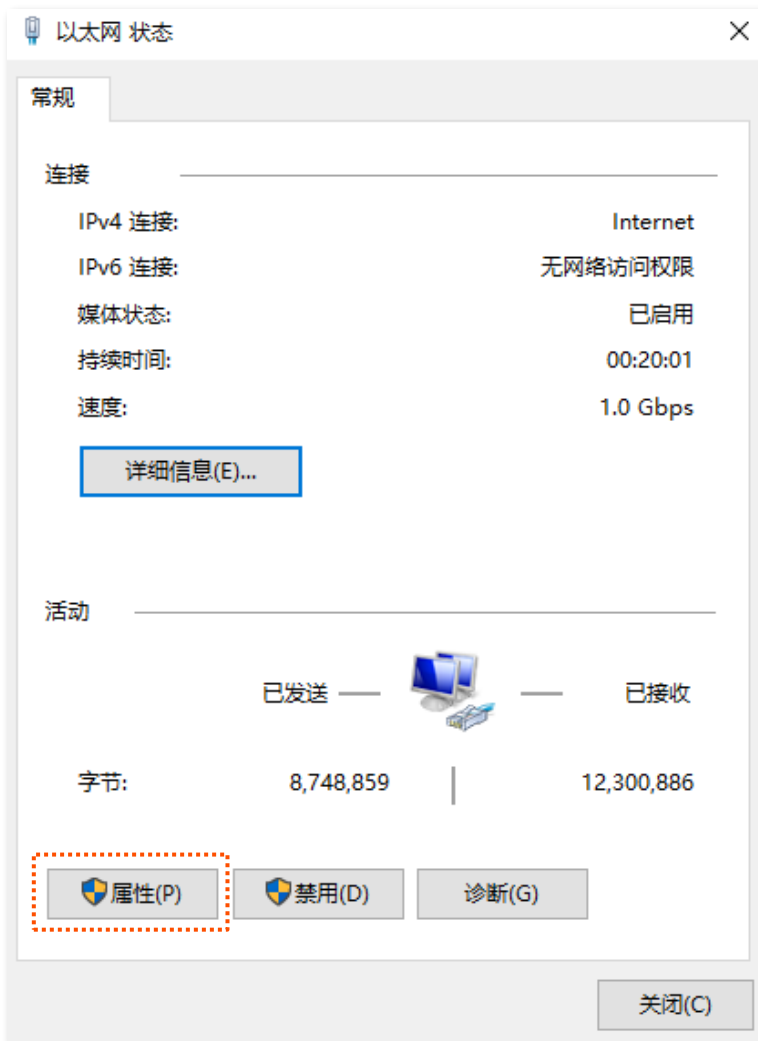 以太网 状态
常规
连接
IPv4 连接: Internet
IPv6 连接: 无网络访问权限
媒体状态: 已启用
持续时间: 00:20:01
速度: 1.0 Gbps
详细信息(E)...
活动
已发送 已接收
字节: 8,748,859 12,300,886
属性(P) 禁用(D) 诊断(G)
关闭(C)